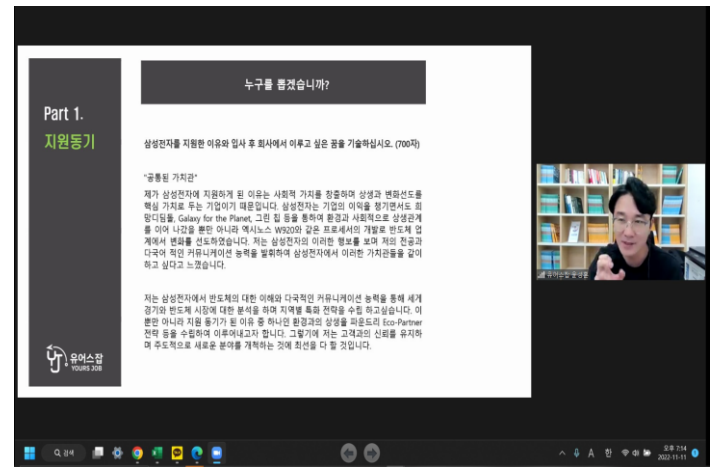 누구를 뽑겠습니까?
Part 1.
지원동기
삼성전자를 지원한 이유와 입사 후 회사에서 이루고 싶은 꿈을 기술하십시오. (700자)
"공통된 가치관"
제가 삼성전자에 지원하게 된 이유는 사회적 가치를 창출하며 상생과 변화선도를
핵심 가치로 두는 기업이기 때문입니다. 삼성전자는 기업의 이익을 챙기면서도 희
망디딤돌, Galaxy for the Planet, 그린 칩 등을 통하여 환경과 사회적으로 상생관계
를 이어 나갔을 뿐만 아니라 엑시노스 W920와 같은 프로세서의 개발로 반도체 업
계에서 변화를 선도하였습니다. 저는 삼성전자의 이러한 행보를 보며 저의 전공과
다국어 적인 커뮤니케이션 능력을 발휘하여 삼성전자에서 이러한 가치관들을 같이
하고 싶다고 느꼈습니다.
저는 삼성전자에서 반도체의 대한 이해와 다국적인 커뮤니케이션 능력을 통해 세계
경기와 반도체 시장에 대한 분석을 하며 지역별 특화 전략을 수립 하고싶습니다. 이
뿐만 아니라 지원 동기가 된 이유 중 하나인 환경과의 상생을 파운드리 Eco-Partner
전략 등을 수립하여 이루어내고자 합니다. 그렇기에 저는 고객과의 신뢰를 유지하
며 주도적으로 새로운 분야를 개척하는 것에 최선을 다 할 것입니다.
YJ 유어스잡
YOURS JOB
유어스잡
검색
A 한
오후 7:14
2022-11-11